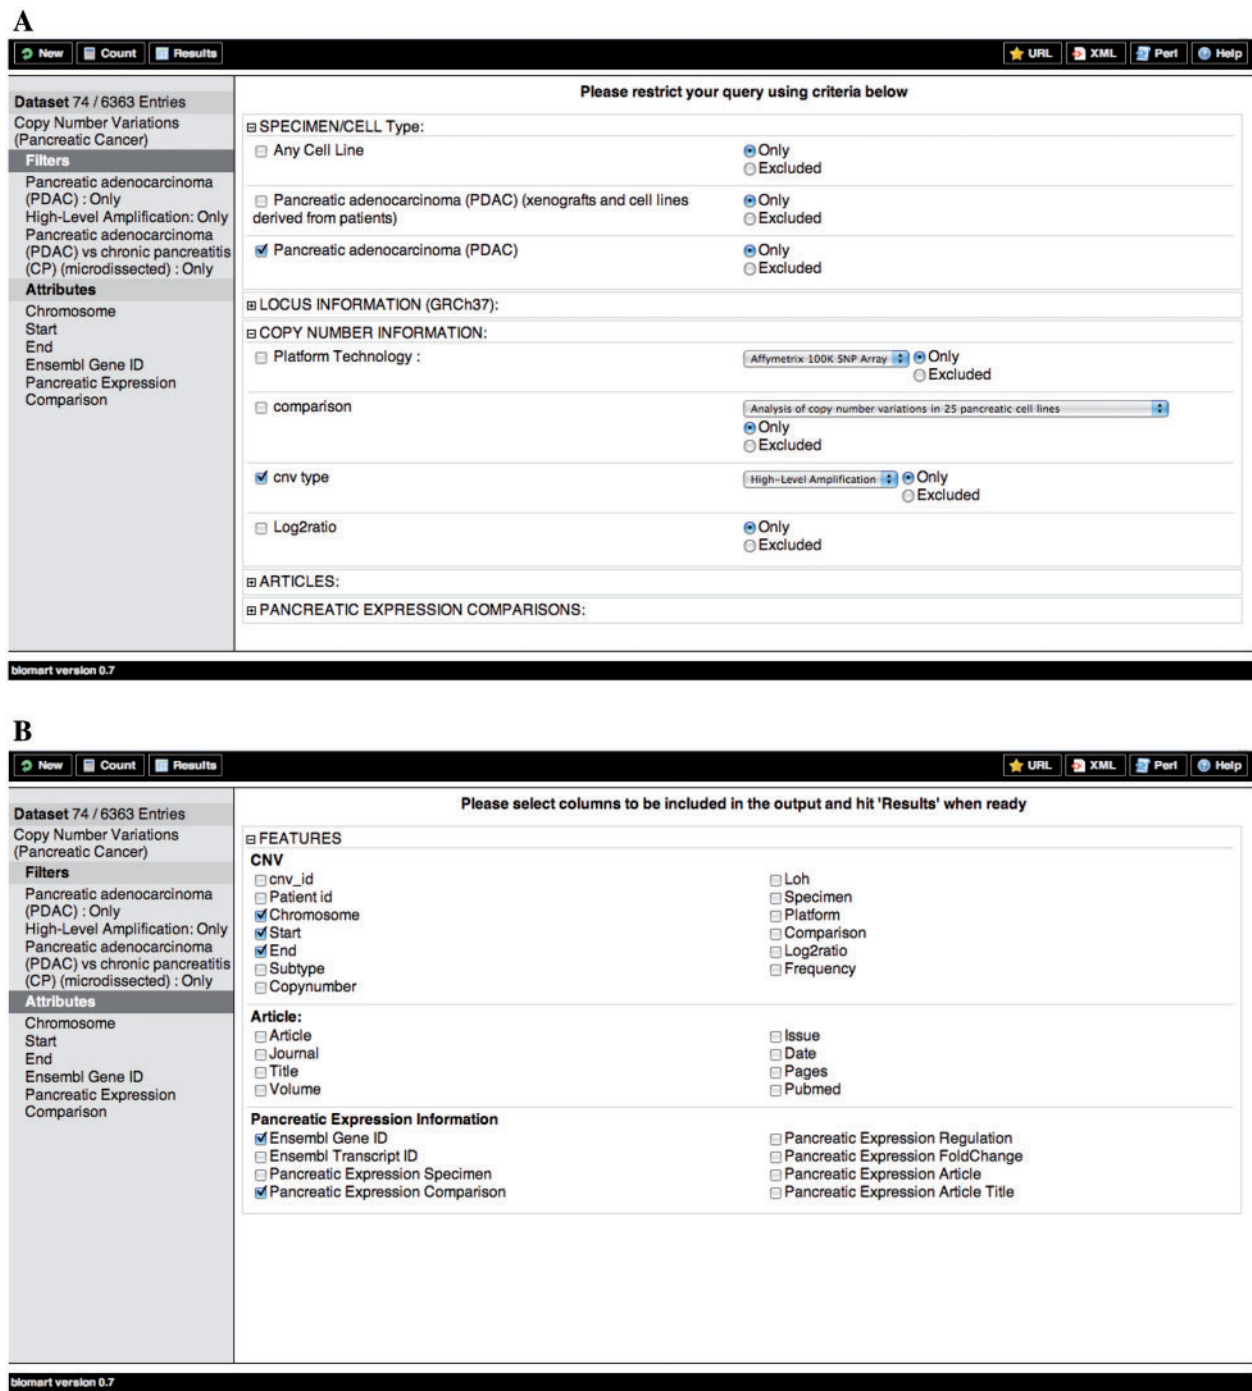 A
New Count Results URL XML Perl Help
Dataset 74 / 6363 Entries
Copy Number Variations
(Pancreatic Cancer)
Filters
Pancreatic adenocarcinoma
(PDAC) : Only
High-Level Amplification: Only
Pancreatic adenocarcinoma
(PDAC) vs chronic pancreatitis
(CP) (microdissected) : Only
Attributes
Chromosome
Start
End
Ensembl Gene ID
Pancreatic Expression
Comparison
Please restrict your query using criteria below
SPECIMEN/CELL Type:
Any Cell Line
Only
Excluded
Pancreatic adenocarcinoma (PDAC) (xenografts and cell lines
derived from patients)
Only
Excluded
Pancreatic adenocarcinoma (PDAC)
Only
Excluded
LOCUS INFORMATION (GRCh37):
COPY NUMBER INFORMATION:
Platform Technology :
Affymetrix 100K SNP Array Only
Excluded
comparison
Analysis of copy number variations in 25 pancreatic cell lines
Only
Excluded
cnv type
High-Level Amplification Only
Excluded
Log2ratio
Only
Excluded
ARTICLES:
PANCREATIC EXPRESSION COMPARISONS:
biomart version 0.7
B
New Count Results URL XML Perl Help
Dataset 74 / 6363 Entries
Copy Number Variations
(Pancreatic Cancer)
Filters
Pancreatic adenocarcinoma
(PDAC) : Only
High-Level Amplification: Only
Pancreatic adenocarcinoma
(PDAC) vs chronic pancreatitis
(CP) (microdissected) : Only
Attributes
Chromosome
Start
End
Ensembl Gene ID
Pancreatic Expression
Comparison
Please select columns to be included in the output and hit 'Results' when ready
FEATURES
CNV
cnv_id
Patient id
Chromosome
Start
End
Subtype
Copynumber
Loh
Specimen
Platform
Comparison
Log2ratio
Frequency
Article:
Article
Journal
Title
Volume
Issue
Date
Pages
Pubmed
Pancreatic Expression Information
Ensembl Gene ID
Ensembl Transcript ID
Pancreatic Expression Specimen
Pancreatic Expression Comparison
Pancreatic Expression Regulation
Pancreatic Expression FoldChange
Pancreatic Expression Article
Pancreatic Expression Article Title
biomart version 0.7